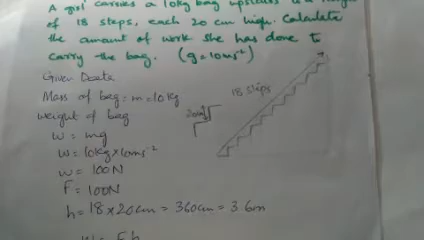 A girl carries a 10kg bag upstairs to a height
of 18 steps, each 20 cm high. Calculate
the amount of work she has done to
carry the bag. (g=10ms⁻²)
Given Data
Mass of bag = m = 10kg
18 steps
20cm
Weight of bag
W = mg
W = 10kg × 10ms⁻²
W = 100N
F = 100N
h = 18 × 20cm = 360cm = 3.6m